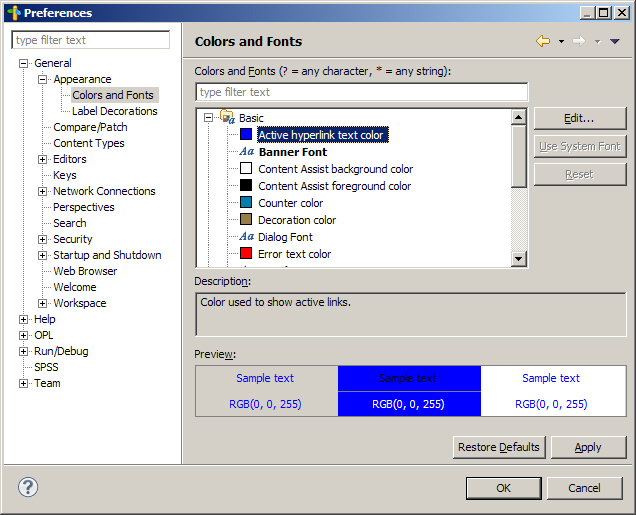 Preferences
type filter text
General
Appearance
Colors and Fonts
Label Decorations
Compare/Patch
Content Types
Editors
Keys
Network Connections
Perspectives
Search
Security
Startup and Shutdown
Web Browser
Welcome
Workspace
Help
OPL
Run/Debug
SPSS
Team
Colors and Fonts
Colors and Fonts (? = any character, * = any string):
type filter text
Basic
Active hyperlink text color
Aa Banner Font
Content Assist background color
Content Assist foreground color
Counter color
Decoration color
Aa Dialog Font
Error text color
Edit...
Use System Font
Reset
Description:
Color used to show active links.
Preview:
Sample text Sample text Sample text
RGB(0, 0, 255) RGB(0, 0, 255) RGB(0, 0, 255)
Restore Defaults Apply
? OK Cancel